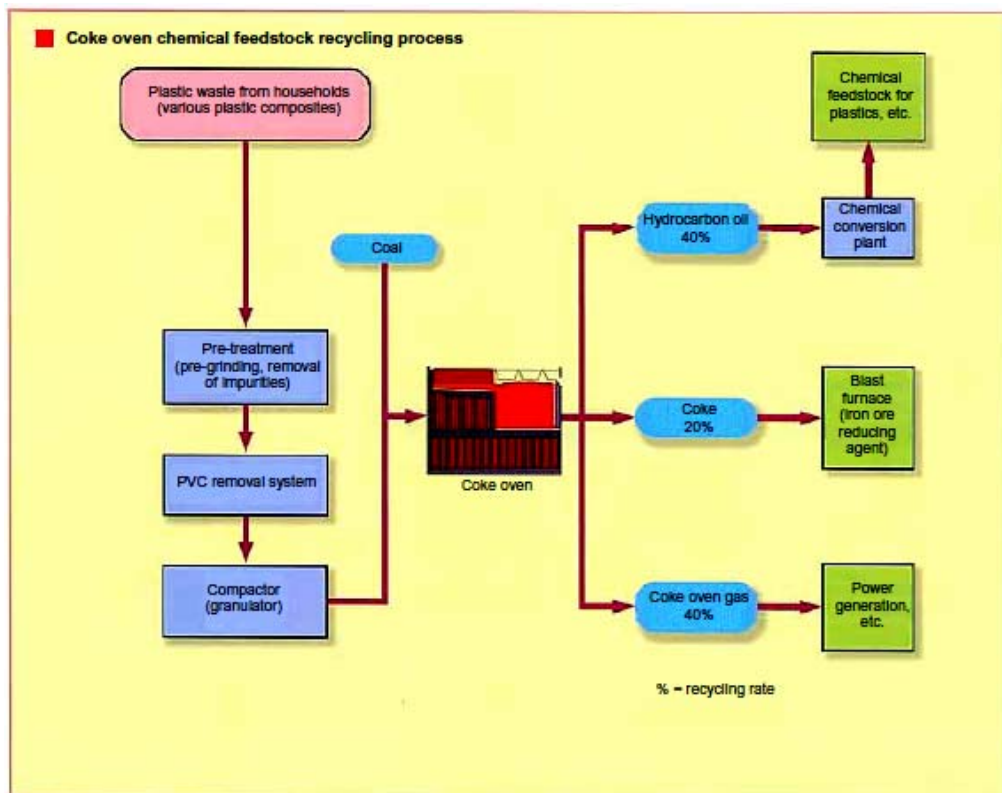 Coke oven chemical feedstock recycling process
Plastic waste from households
(various plastic composites)
Pre-treatment
(pre-grinding, removal
of impurities)
PVC removal system
Compactor
(granulator)
Coal
Coke oven
Hydrocarbon oil
40%
Chemical
conversion
plant
Chemical
feedstock for
plastics, etc.
Coke
20%
Blast
furnace
(iron ore
reducing
agent)
Coke oven gas
40%
Power
generation,
etc.
% = recycling rate